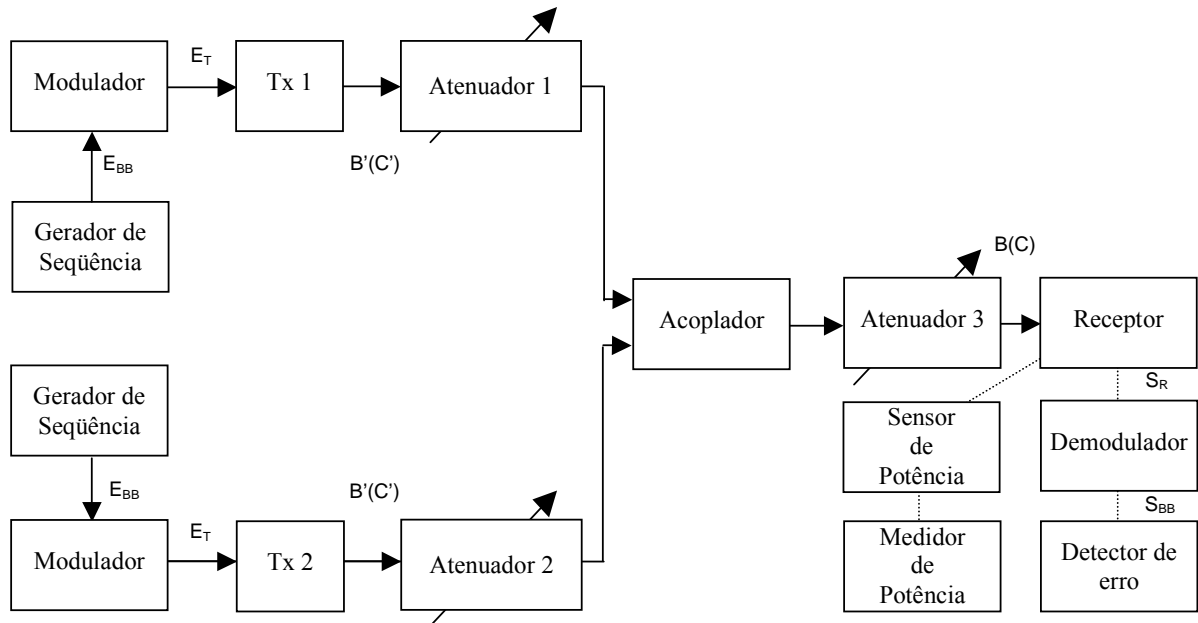 E_T
Modulador
Tx 1
Atenuador 1
E_BB
B'(C')
Gerador de
Seqüência
B(C)
Acoplador
Atenuador 3
Receptor
Gerador de
Seqüência
S_R
Sensor
de
Potência
Demodulador
E_BB
B'(C')
S_BB
E_T
Modulador
Tx 2
Atenuador 2
Medidor
de
Potência
Detector de
erro